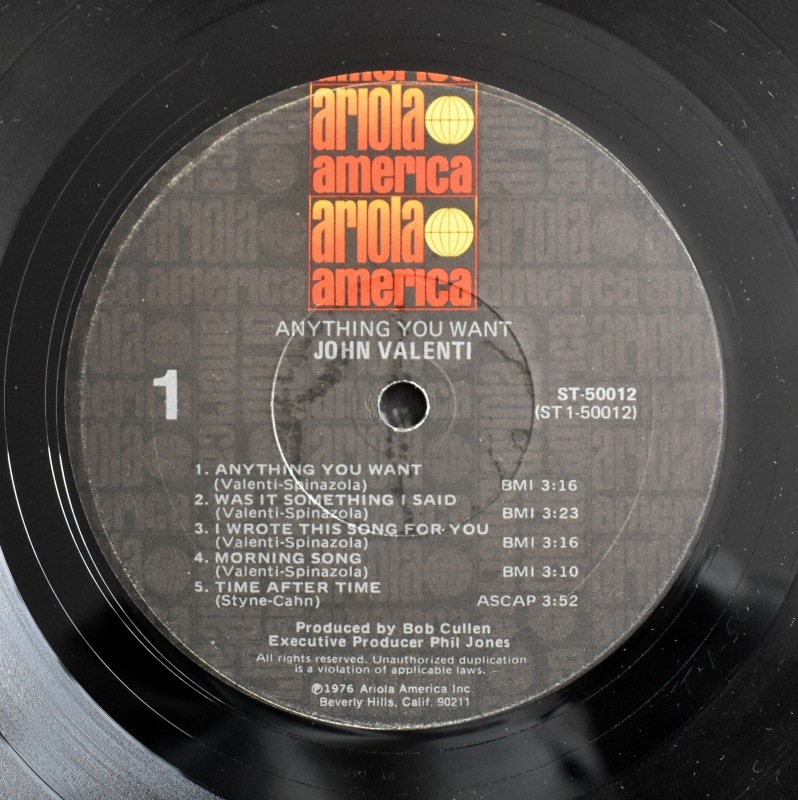 america
ariola
america
ariola
america
ANYTHING YOU WANT
JOHN VALENTI
1
ST-50012
(ST 1-50012)
1. ANYTHING YOU WANT
(Valenti-Spinazola) BMI 3:16
2. WAS IT SOMETHING I SAID
(Valenti-Spinazola) BMI 3:23
3. I WROTE THIS SONG FOR YOU
(Valenti-Spinazola) BMI 3:16
4. MORNING SONG
(Valenti-Spinazola) BMI 3:10
5. TIME AFTER TIME
(Styne-Cahn) ASCAP 3:52
Produced by Bob Cullen
Executive Producer Phil Jones
All rights reserved. Unauthorized duplication
is a violation of applicable laws.
℗1976 Ariola America Inc.
Beverly Hills, Calif. 90211